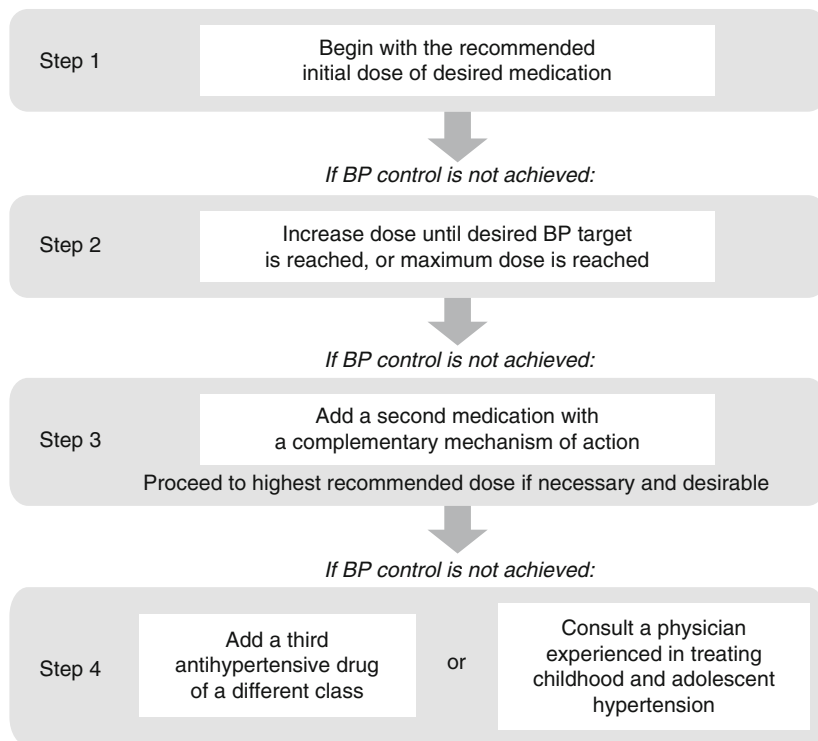 Step 1
Begin with the recommended
initial dose of desired medication
If BP control is not achieved:
Step 2
Increase dose until desired BP target
is reached, or maximum dose is reached
If BP control is not achieved:
Step 3
Add a second medication with
a complementary mechanism of action
Proceed to highest recommended dose if necessary and desirable
If BP control is not achieved:
Step 4
Add a third
antihypertensive drug
of a different class
or
Consult a physician
experienced in treating
childhood and adolescent
hypertension